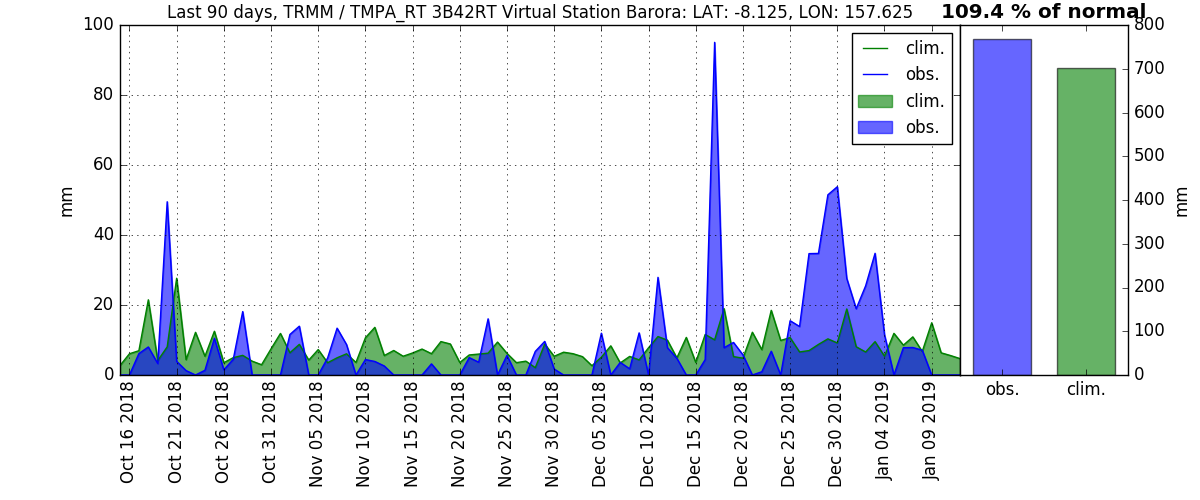 Last 90 days, TRMM / TMPA_RT 3B42RT Virtual Station Barora: LAT: -8.125, LON: 157.625
109.4 % of normal
100
80
60
40
20
0
mm
clim.
obs.
clim.
obs.
Oct 16 2018
Oct 21 2018
Oct 26 2018
Oct 31 2018
Nov 05 2018
Nov 10 2018
Nov 15 2018
Nov 20 2018
Nov 25 2018
Nov 30 2018
Dec 05 2018
Dec 10 2018
Dec 15 2018
Dec 20 2018
Dec 25 2018
Dec 30 2018
Jan 04 2019
Jan 09 2019
800
700
600
500
400
300
200
100
0
mm
obs.
clim.